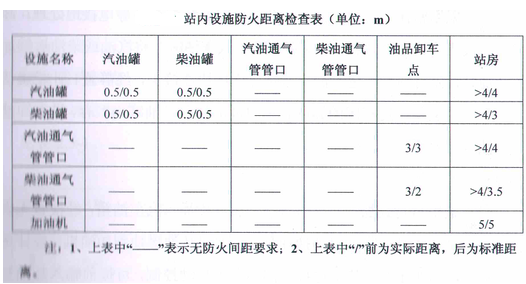 站内设施防火距离检查表（单位：m）
设施名称 汽油罐 柴油罐 汽油通气管管口 柴油通气管管口 油品卸车点 站房
汽油罐 0.5/0.5 0.5/0.5 —— —— —— >4/4
柴油罐 0.5/0.5 0.5/0.5 —— —— —— >4/3
汽油通气管管口 —— —— —— —— 3/3 >4/4
柴油通气管管口 —— —— —— —— 3/2 >4/3.5
加油机 —— —— —— —— —— 5/5
注：1、上表中“——”表示无防火间距要求；2、上表中“/”前为实际距离，后为标准距
离。